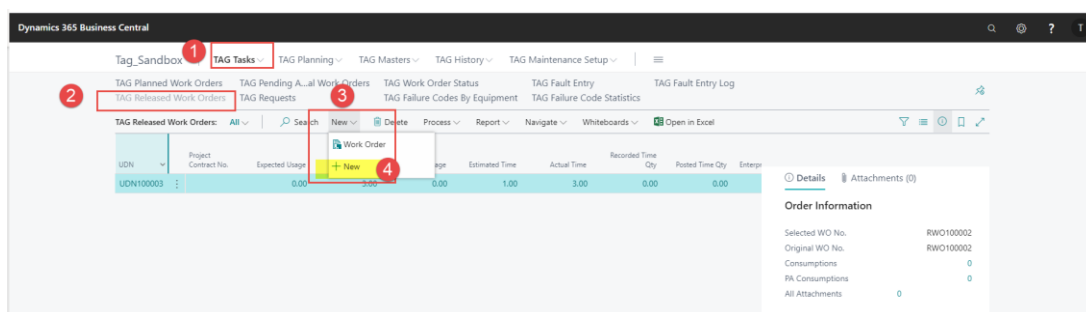 Dynamics 365 Business Central ? T
Tag_Sandbox 1 TAG Tasks TAG Planning TAG Masters TAG History TAG Maintenance Setup
TAG Planned Work Orders TAG Pending A...al Work Orders TAG Work Order Status TAG Fault Entry TAG Fault Entry Log
2 TAG Released Work Orders TAG Requests 3 TAG Failure Codes By Equipment TAG Failure Code Statistics
TAG Released Work Orders: All Search New Delete Process Report Navigate Whiteboards Open in Excel
Work Order
+ New 4
Project Recorded Time
UDN Contract No. Expected Usage Estimated Time Actual Time Qty Posted Time Qty Enterpr
UDN100003 0.00 0.00 1.00 3.00 0.00 0.00
Details Attachments (0)
Order Information
Selected WO No. RWO100002
Original WO No. RWO100002
Consumptions 0
PA Consumptions 0
All Attachments 0